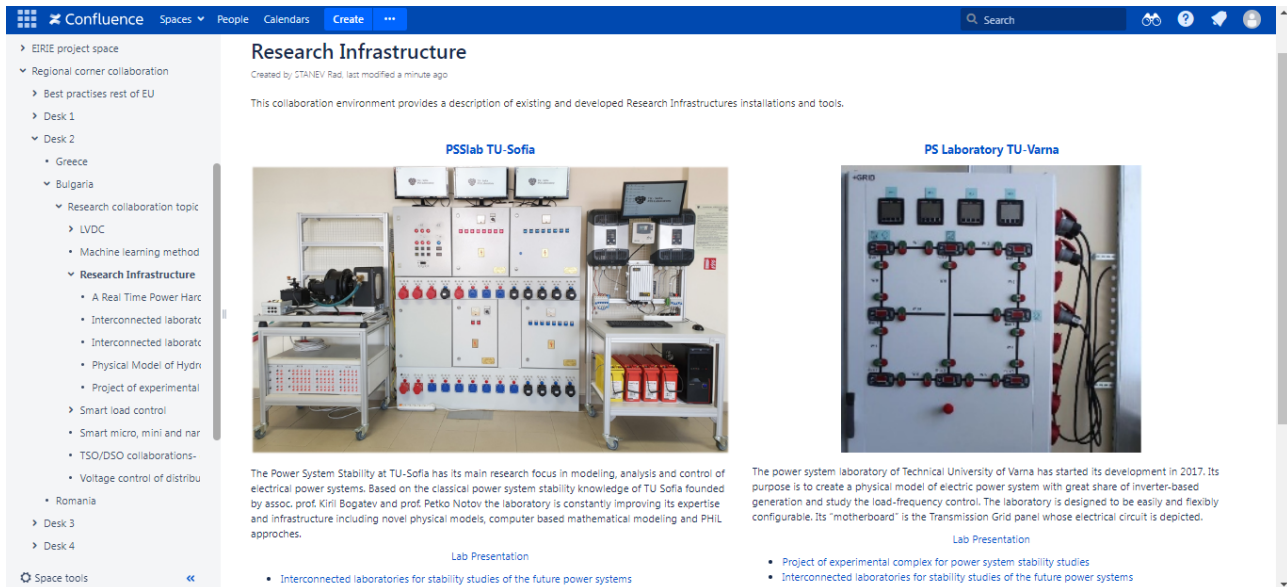 Confluence Spaces People Calendars Create ... Search
EIRIE project space
Regional corner collaboration
Best practises rest of EU
Desk 1
Desk 2
Greece
Bulgaria
Research collaboration topic
LVDC
Machine learning method
Research Infrastructure
A Real Time Power Hard
Interconnected laborato
Interconnected laborato
Physical Model of Hydro
Project of experimental
Smart load control
Smart micro, mini and nar
TSO/DSO collaborations-
Voltage control of distribu
Romania
Desk 3
Desk 4
Space tools
Research Infrastructure
Created by STANEV Rad, last modified a minute ago
This collaboration environment provides a description of existing and developed Research Infrastructures installations and tools.
PSSlab TU-Sofia
The Power System Stability at TU-Sofia has its main research focus in modeling, analysis and control of
electrical power systems. Based on the classical power system stability knowledge of TU Sofia founded
by assoc. prof. Kiril Bogatev and prof. Petko Notov the laboratory is constantly improving its expertise
and infrastructure including novel physical models, computer based mathematical modeling and PHiL
approches.
Lab Presentation
Interconnected laboratories for stability studies of the future power systems
PS Laboratory TU-Varna
GRID
The power system laboratory of Technical University of Varna has started its development in 2017. Its
purpose is to create a physical model of electric power system with great share of inverter-based
generation and study the load-frequency control. The laboratory is designed to be easily and flexibly
configurable. Its "motherboard" is the Transmission Grid panel whose electrical circuit is depicted.
Lab Presentation
Project of experimental complex for power system stability studies
Interconnected laboratories for stability studies of the future power systems